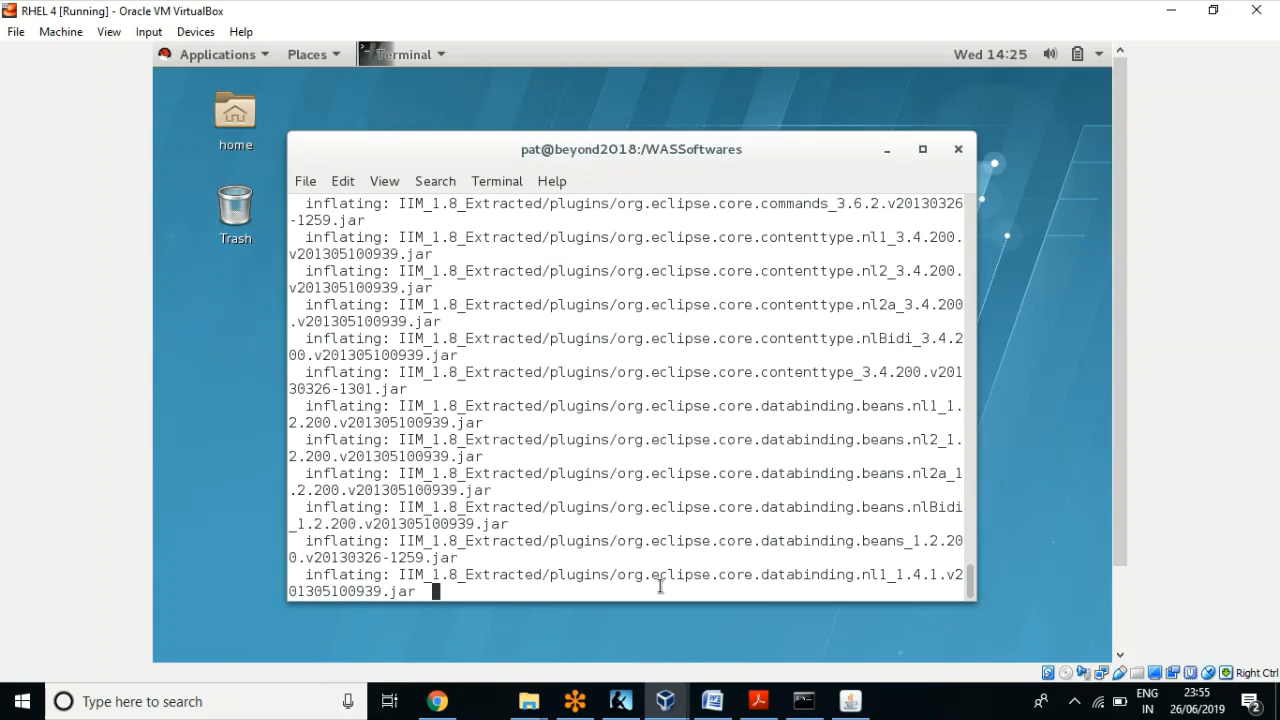 RHEL 4 [Running] - Oracle VM VirtualBox
File Machine View Input Devices Help
Applications Places Terminal Wed 14:25
home
Trash
pat@beyond2018:/WASSoftwares
File Edit View Search Terminal Help
inflating: IIM_1.8_Extracted/plugins/org.eclipse.core.commands_3.6.2.v20130326
-1259.jar
inflating: IIM_1.8_Extracted/plugins/org.eclipse.core.contenttype.nl1_3.4.200.
v201305100939.jar
inflating: IIM_1.8_Extracted/plugins/org.eclipse.core.contenttype.nl2_3.4.200.
v201305100939.jar
inflating: IIM_1.8_Extracted/plugins/org.eclipse.core.contenttype.nl2a_3.4.200
.v201305100939.jar
inflating: IIM_1.8_Extracted/plugins/org.eclipse.core.contenttype.nlBidi_3.4.2
00.v201305100939.jar
inflating: IIM_1.8_Extracted/plugins/org.eclipse.core.contenttype_3.4.200.v201
30326-1301.jar
inflating: IIM_1.8_Extracted/plugins/org.eclipse.core.databinding.beans.nl1_1.
2.200.v201305100939.jar
inflating: IIM_1.8_Extracted/plugins/org.eclipse.core.databinding.beans.nl2_1.
2.200.v201305100939.jar
inflating: IIM_1.8_Extracted/plugins/org.eclipse.core.databinding.beans.nl2a_1
.2.200.v201305100939.jar
inflating: IIM_1.8_Extracted/plugins/org.eclipse.core.databinding.beans.nlBidi
_1.2.200.v201305100939.jar
inflating: IIM_1.8_Extracted/plugins/org.eclipse.core.databinding.beans_1.2.20
0.v20130326-1259.jar
inflating: IIM_1.8_Extracted/plugins/org.eclipse.core.databinding.nl1_1.4.1.v2
01305100939.jar
Right Ctrl
Type here to search
ENG
IN
23:55
26/06/2019
2